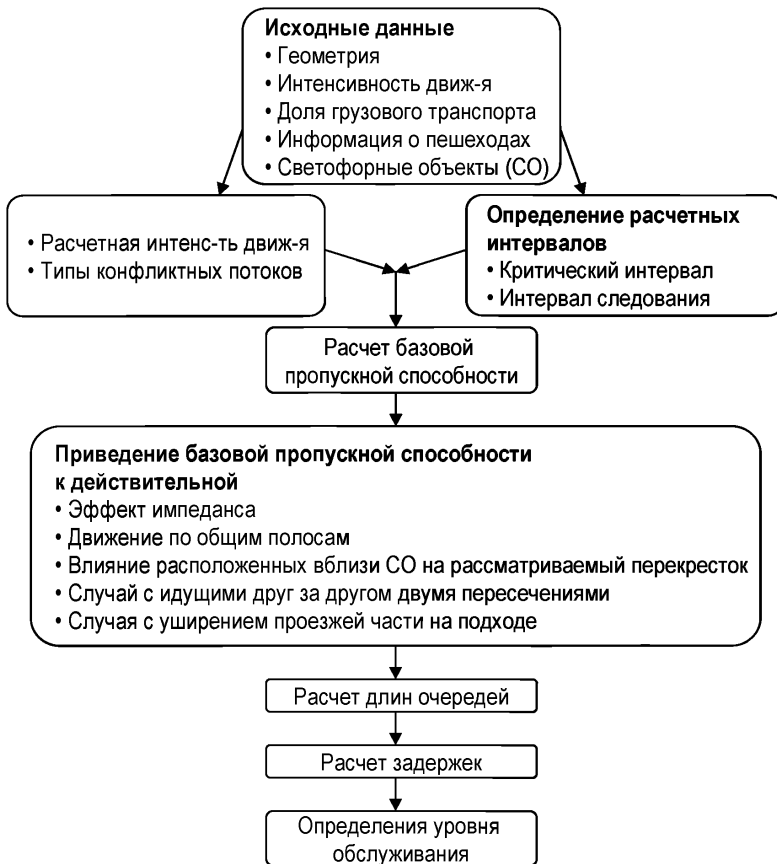 Исходные данные
• Геометрия
• Интенсивность движ-я
• Доля грузового транспорта
• Информация о пешеходах
• Светофорные объекты (СО)
• Расчетная интенс-ть движ-я
• Типы конфликтных потоков
Определение расчетных
интервалов
• Критический интервал
• Интервал следования
Расчет базовой
пропускной способности
Приведение базовой пропускной способности
к действительной
• Эффект импеданса
• Движение по общим полосам
• Влияние расположенных вблизи СО на рассматриваемый перекресток
• Случай с идущими друг за другом двумя пересечениями
• Случая с уширением проезжей части на подходе
Расчет длин очередей
Расчет задержек
Определения уровня
обслуживания